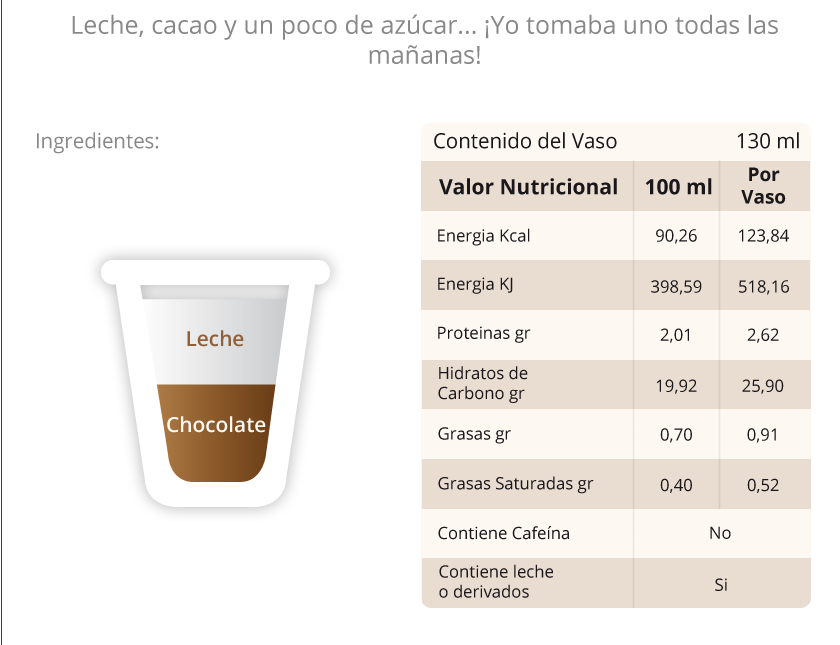 Leche, cacao y un poco de azúcar... ¡Yo tomaba uno todas las
mañanas!
Ingredientes:
Leche
Chocolate
Contenido del Vaso 130 ml
Valor Nutricional 100 ml Por Vaso
Energia Kcal 90,26 123,84
Energia KJ 398,59 518,16
Proteinas gr 2,01 2,62
Hidratos de
Carbono gr 19,92 25,90
Grasas gr 0,70 0,91
Grasas Saturadas gr 0,40 0,52
Contiene Cafeína No
Contiene leche
o derivados Si